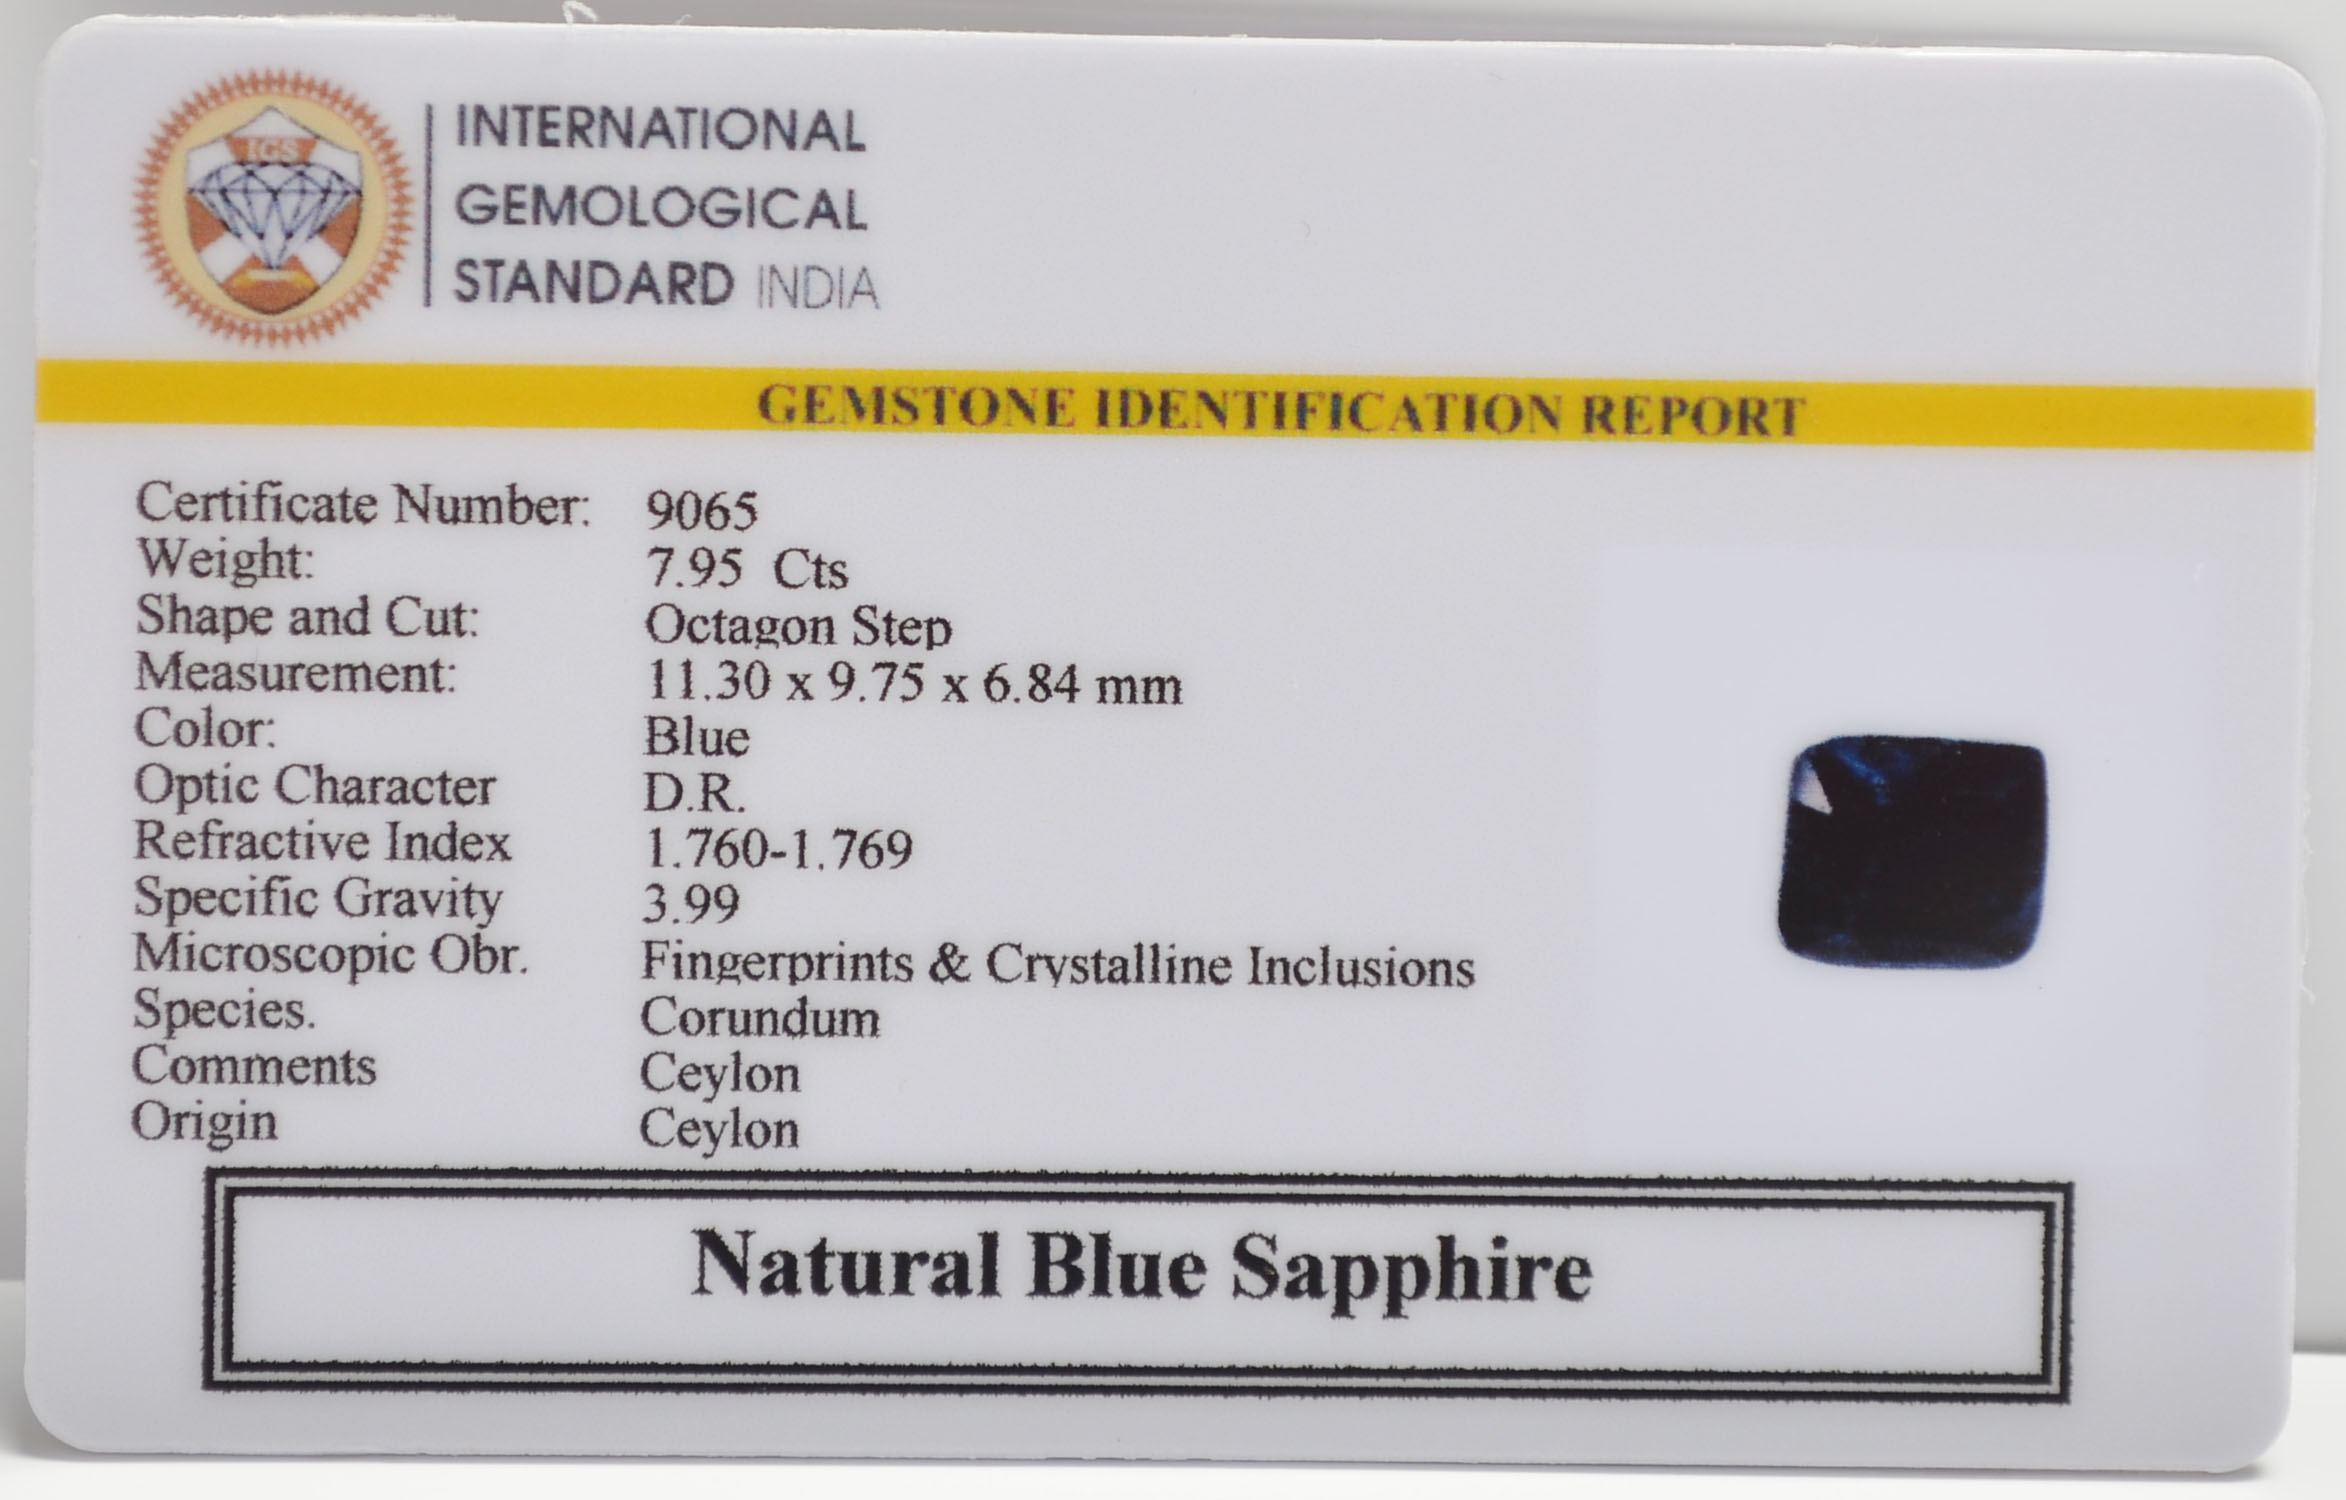 IGS
INTERNATIONAL
GEMOLOGICAL
STANDARD INDIA
GEMSTONE IDENTIFICATION REPORT
Certificate Number: 9065
Weight: 7.95 Cts
Shape and Cut: Octagon Step
Measurement: 11.30 x 9.75 x 6.84 mm
Color: Blue
Optic Character D.R.
Refractive Index 1.760-1.769
Specific Gravity 3.99
Microscopic Obr. Fingerprints & Crystalline Inclusions
Species. Corundum
Comments Ceylon
Origin Ceylon
Natural Blue Sapphire